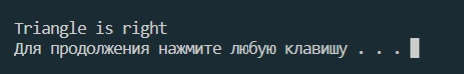 Triangle is right
Для продолжения нажмите любую клавишу . . .